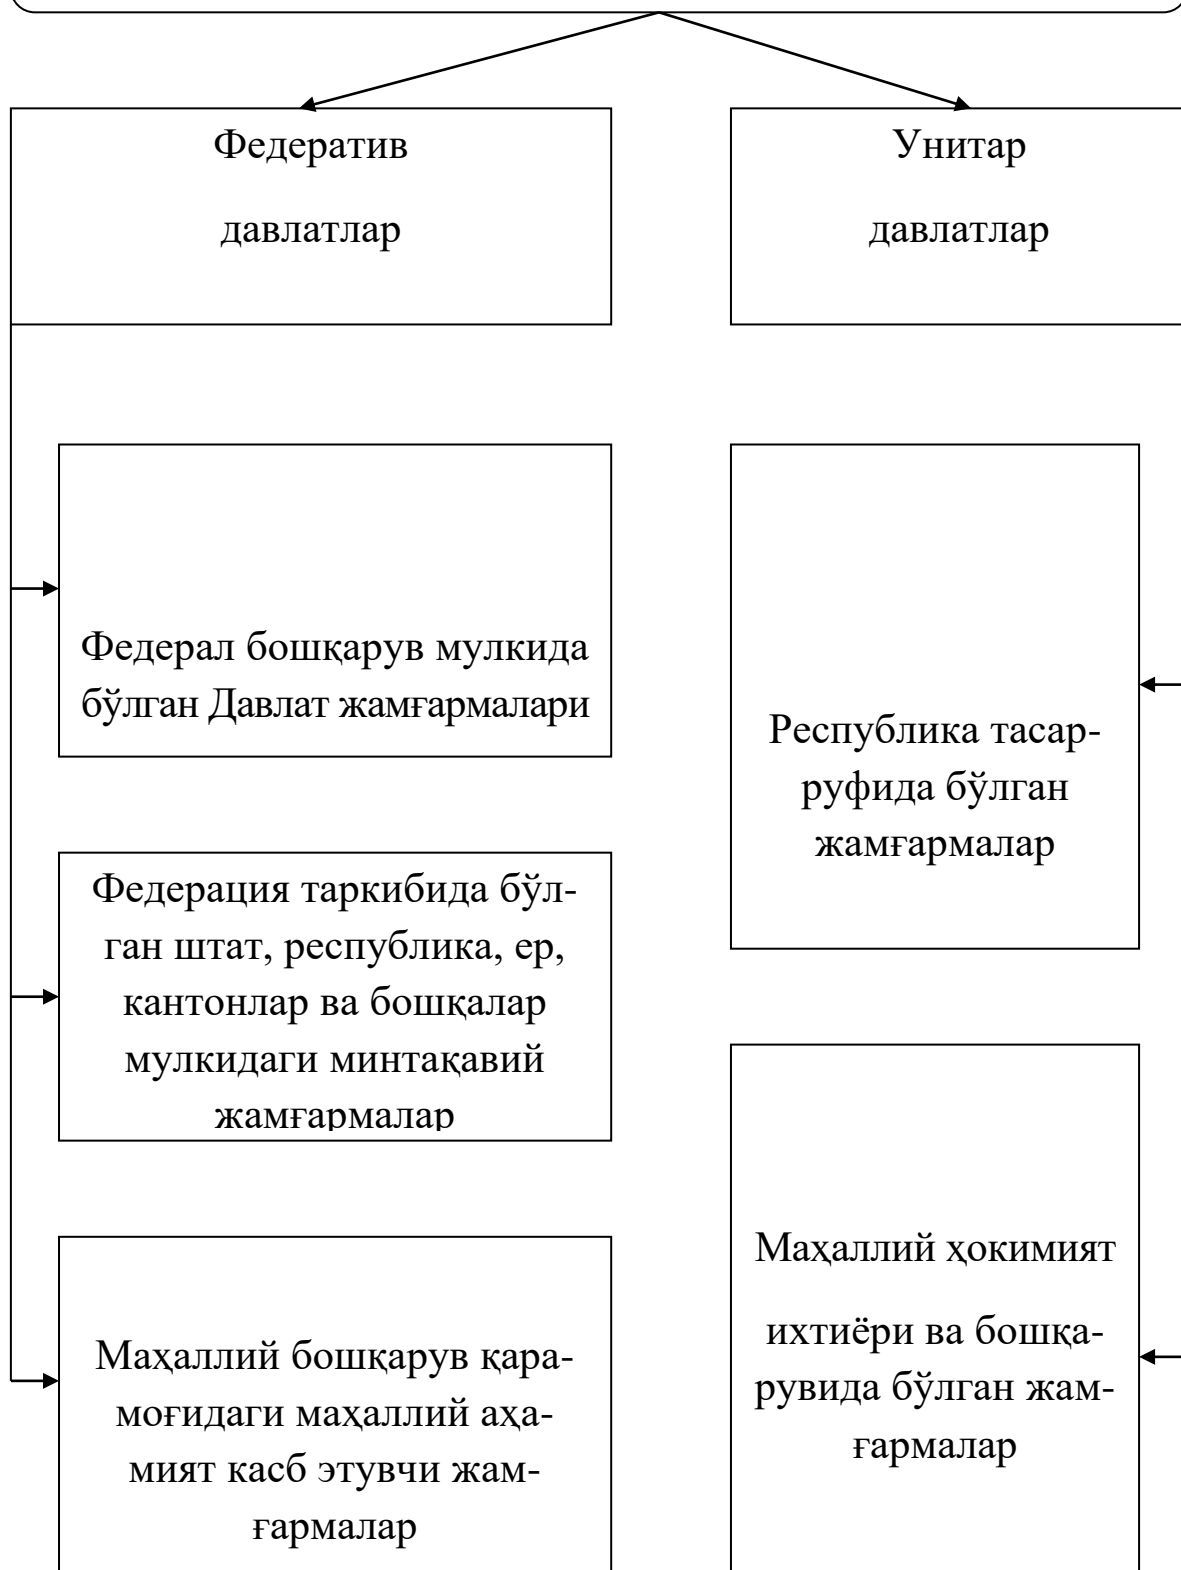 Федератив
давлатлар
Унитар
давлатлар
Федерал бошқарув мулкида
бўлган Давлат жамғармалари
Республика тасар-
руфида бўлган
жамғармалар
Федерация таркибида бўл-
ган штат, республика, ер,
кантонлар ва бошқалар
мулкидаги минтақавий
жамғармалар
Маҳаллий ҳокимият
ихтиёри ва бошқа-
рувида бўлган жам-
ғармалар
Маҳаллий бошқарув қара-
моғидаги маҳаллий аҳа-
мият касб этувчи жам-
ғармалар